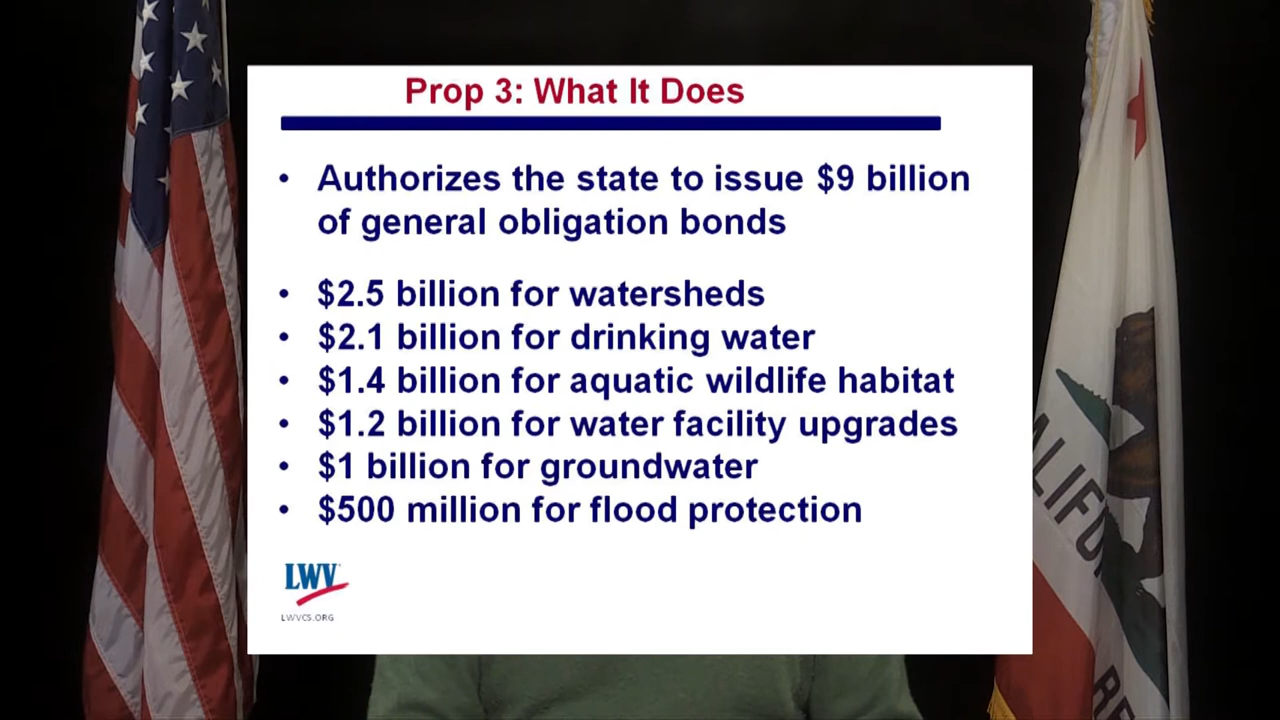 Prop 3: What It Does
• Authorizes the state to issue $9 billion
of general obligation bonds
• $2.5 billion for watersheds
• $2.1 billion for drinking water
• $1.4 billion for aquatic wildlife habitat
• $1.2 billion for water facility upgrades
• $1 billion for groundwater
• $500 million for flood protection
LWV
LWVCS.ORG
ALIFO
RE